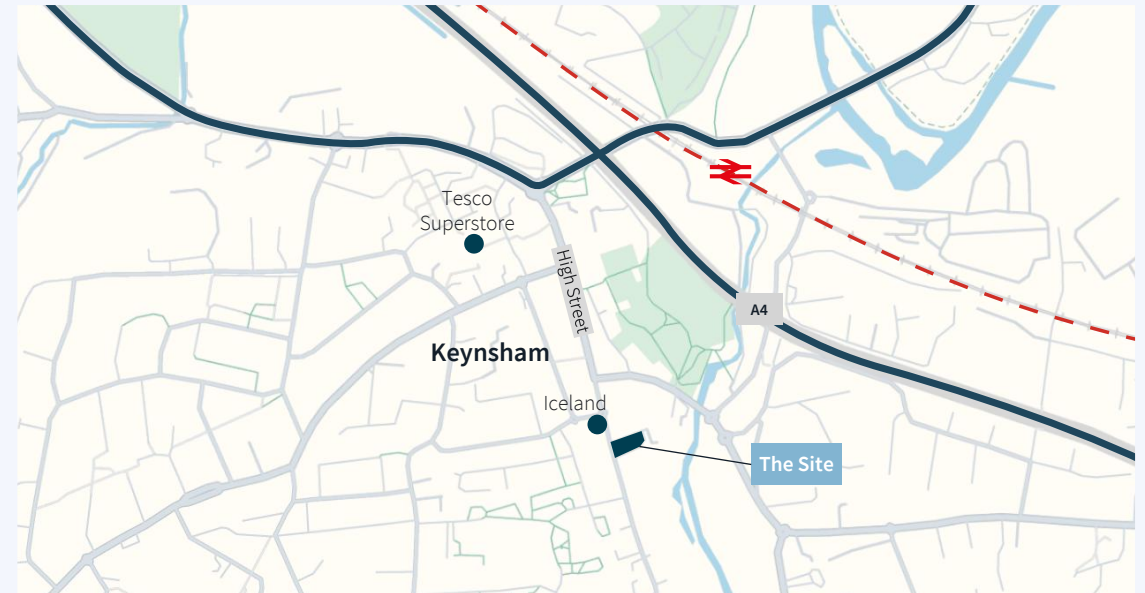 Tesco
Superstore
High Street
A4
Keynsham
Iceland
The Site